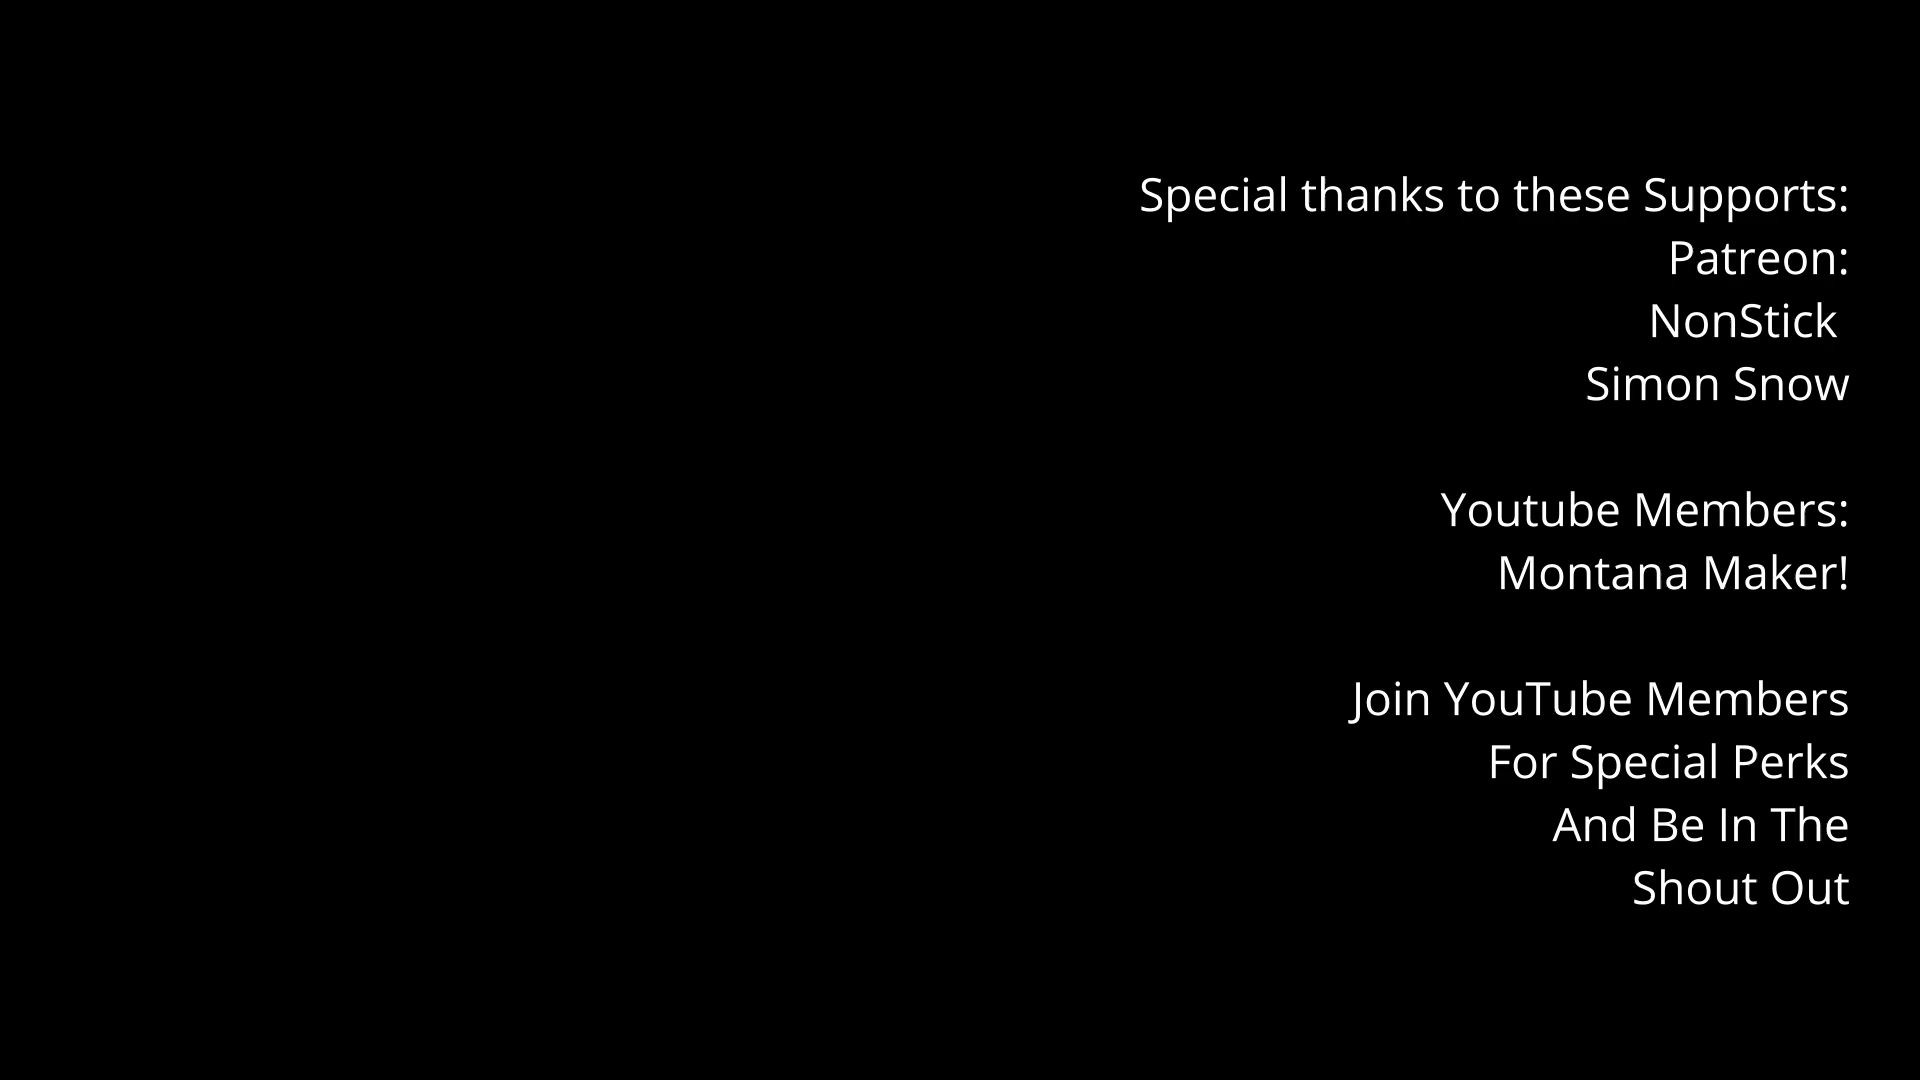 Special thanks to these Supports:
Patreon:
NonStick
Simon Snow
Youtube Members:
Montana Maker!
Join YouTube Members
For Special Perks
And Be In The
Shout Out